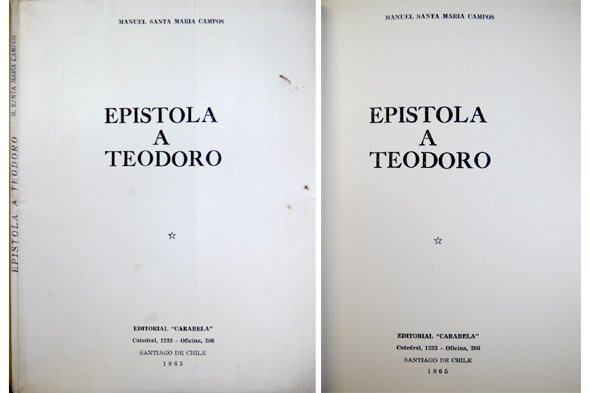 M. SANTA MARIA CAMPOS
EPISTOLA A TEODORO
MANUEL SANTA MARIA CAMPOS
EPISTOLA
A
TEODORO
EDITORIAL "CARABELA"
Catedral, 1233 - Oficina, 206
SANTIAGO DE CHILE
1965
MANUEL SANTA MARIA CAMPOS
EPISTOLA
A
TEODORO
EDITORIAL "CARABELA"
Catedral, 1233 - Oficina, 206
SANTIAGO DE CHILE
1965